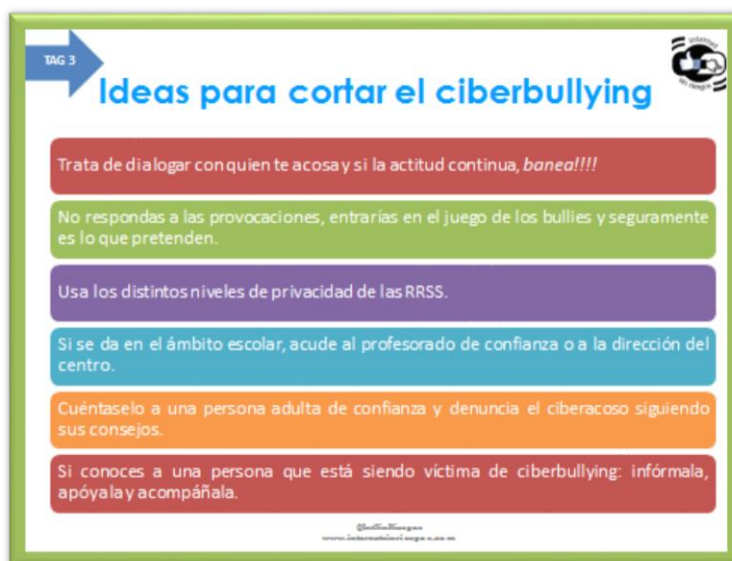 TAG 3
internet
sin riesgos
Ideas para cortar el ciberbullying
Trata de dialogar con quien te acosa y si la actitud continua, banea!!!!
No respondas a las provocaciones, entrarías en el juego de los bullies y seguramente
es lo que pretenden.
Usa los distintos niveles de privacidad de las RRSS.
Si se da en el ámbito escolar, acude al profesorado de confianza o a la dirección del
centro.
Cuéntaselo a una persona adulta de confianza y denuncia el ciberacoso siguiendo
sus consejos.
Si conoces a una persona que está siendo víctima de ciberbullying: infórmala,
apóyala y acompáñala.